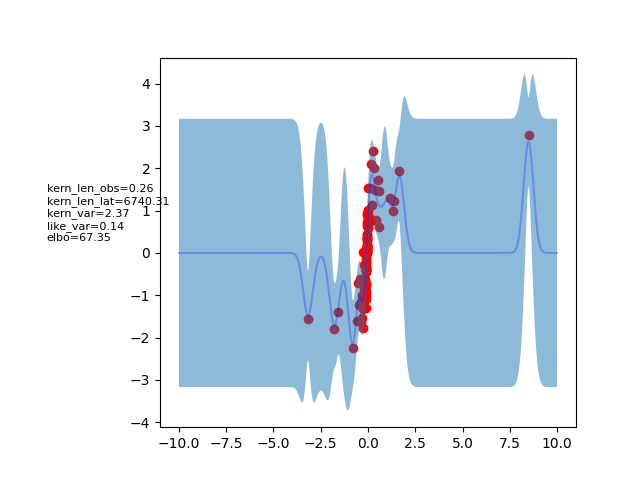 4
3
2
1
0
−1
−2
−3
−4
kern_len_obs=0.26
kern_len_lat=6740.31
kern_var=2.37
like_var=0.14
elbo=67.35
−10.0 −7.5 −5.0 −2.5 0.0 2.5 5.0 7.5 10.0